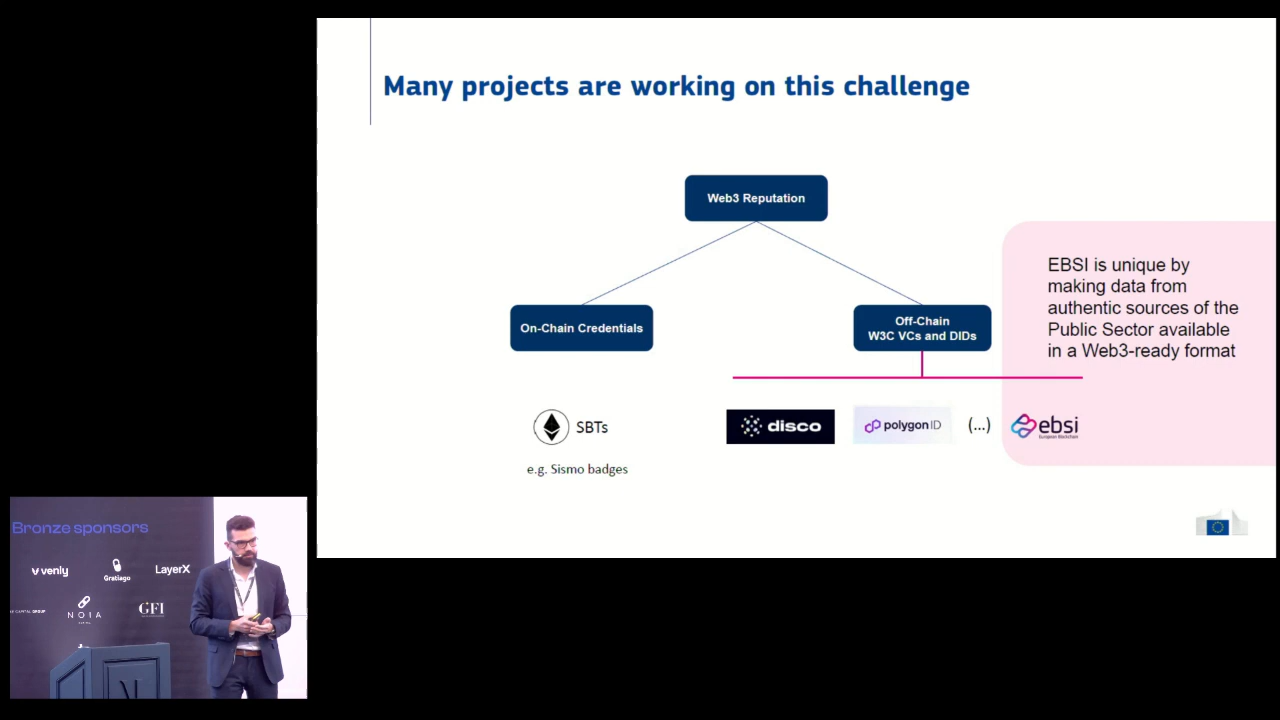 Many projects are working on this challenge
Web3 Reputation
On-Chain Credentials
Off-Chain
W3C VCs and DIDs
EBSI is unique by
making data from
authentic sources of the
Public Sector available
in a Web3-ready format
SBTs
e.g. Sismo badges
disco
polygon ID
(...)
ebsi
European Blockchain
Bronze sponsors
venly
Gratiago
LayerX
CAPITAL GROUP
NOIA
GFI